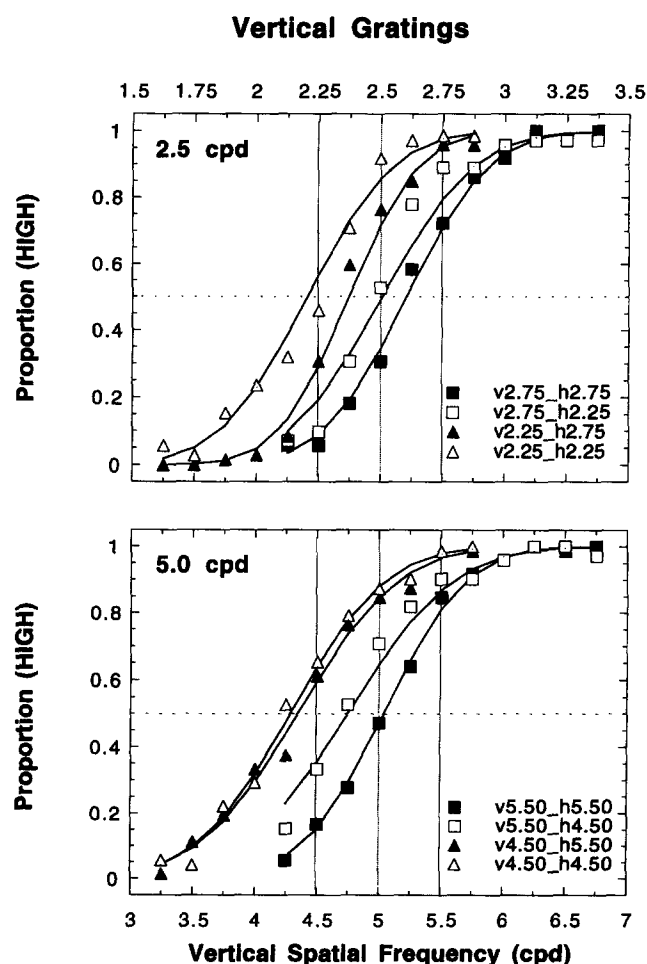 Vertical Gratings
1.5 1.75 2 2.25 2.5 2.75 3 3.25 3.5
1
0.8
0.6
0.4
0.2
0
Proportion (HIGH)
2.5 cpd
v2.75_h2.75
v2.75_h2.25
v2.25_h2.75
v2.25_h2.25
1
0.8
0.6
0.4
0.2
0
Proportion (HIGH)
5.0 cpd
v5.50_h5.50
v5.50_h4.50
v4.50_h5.50
v4.50_h4.50
3 3.5 4 4.5 5 5.5 6 6.5 7
Vertical Spatial Frequency (cpd)